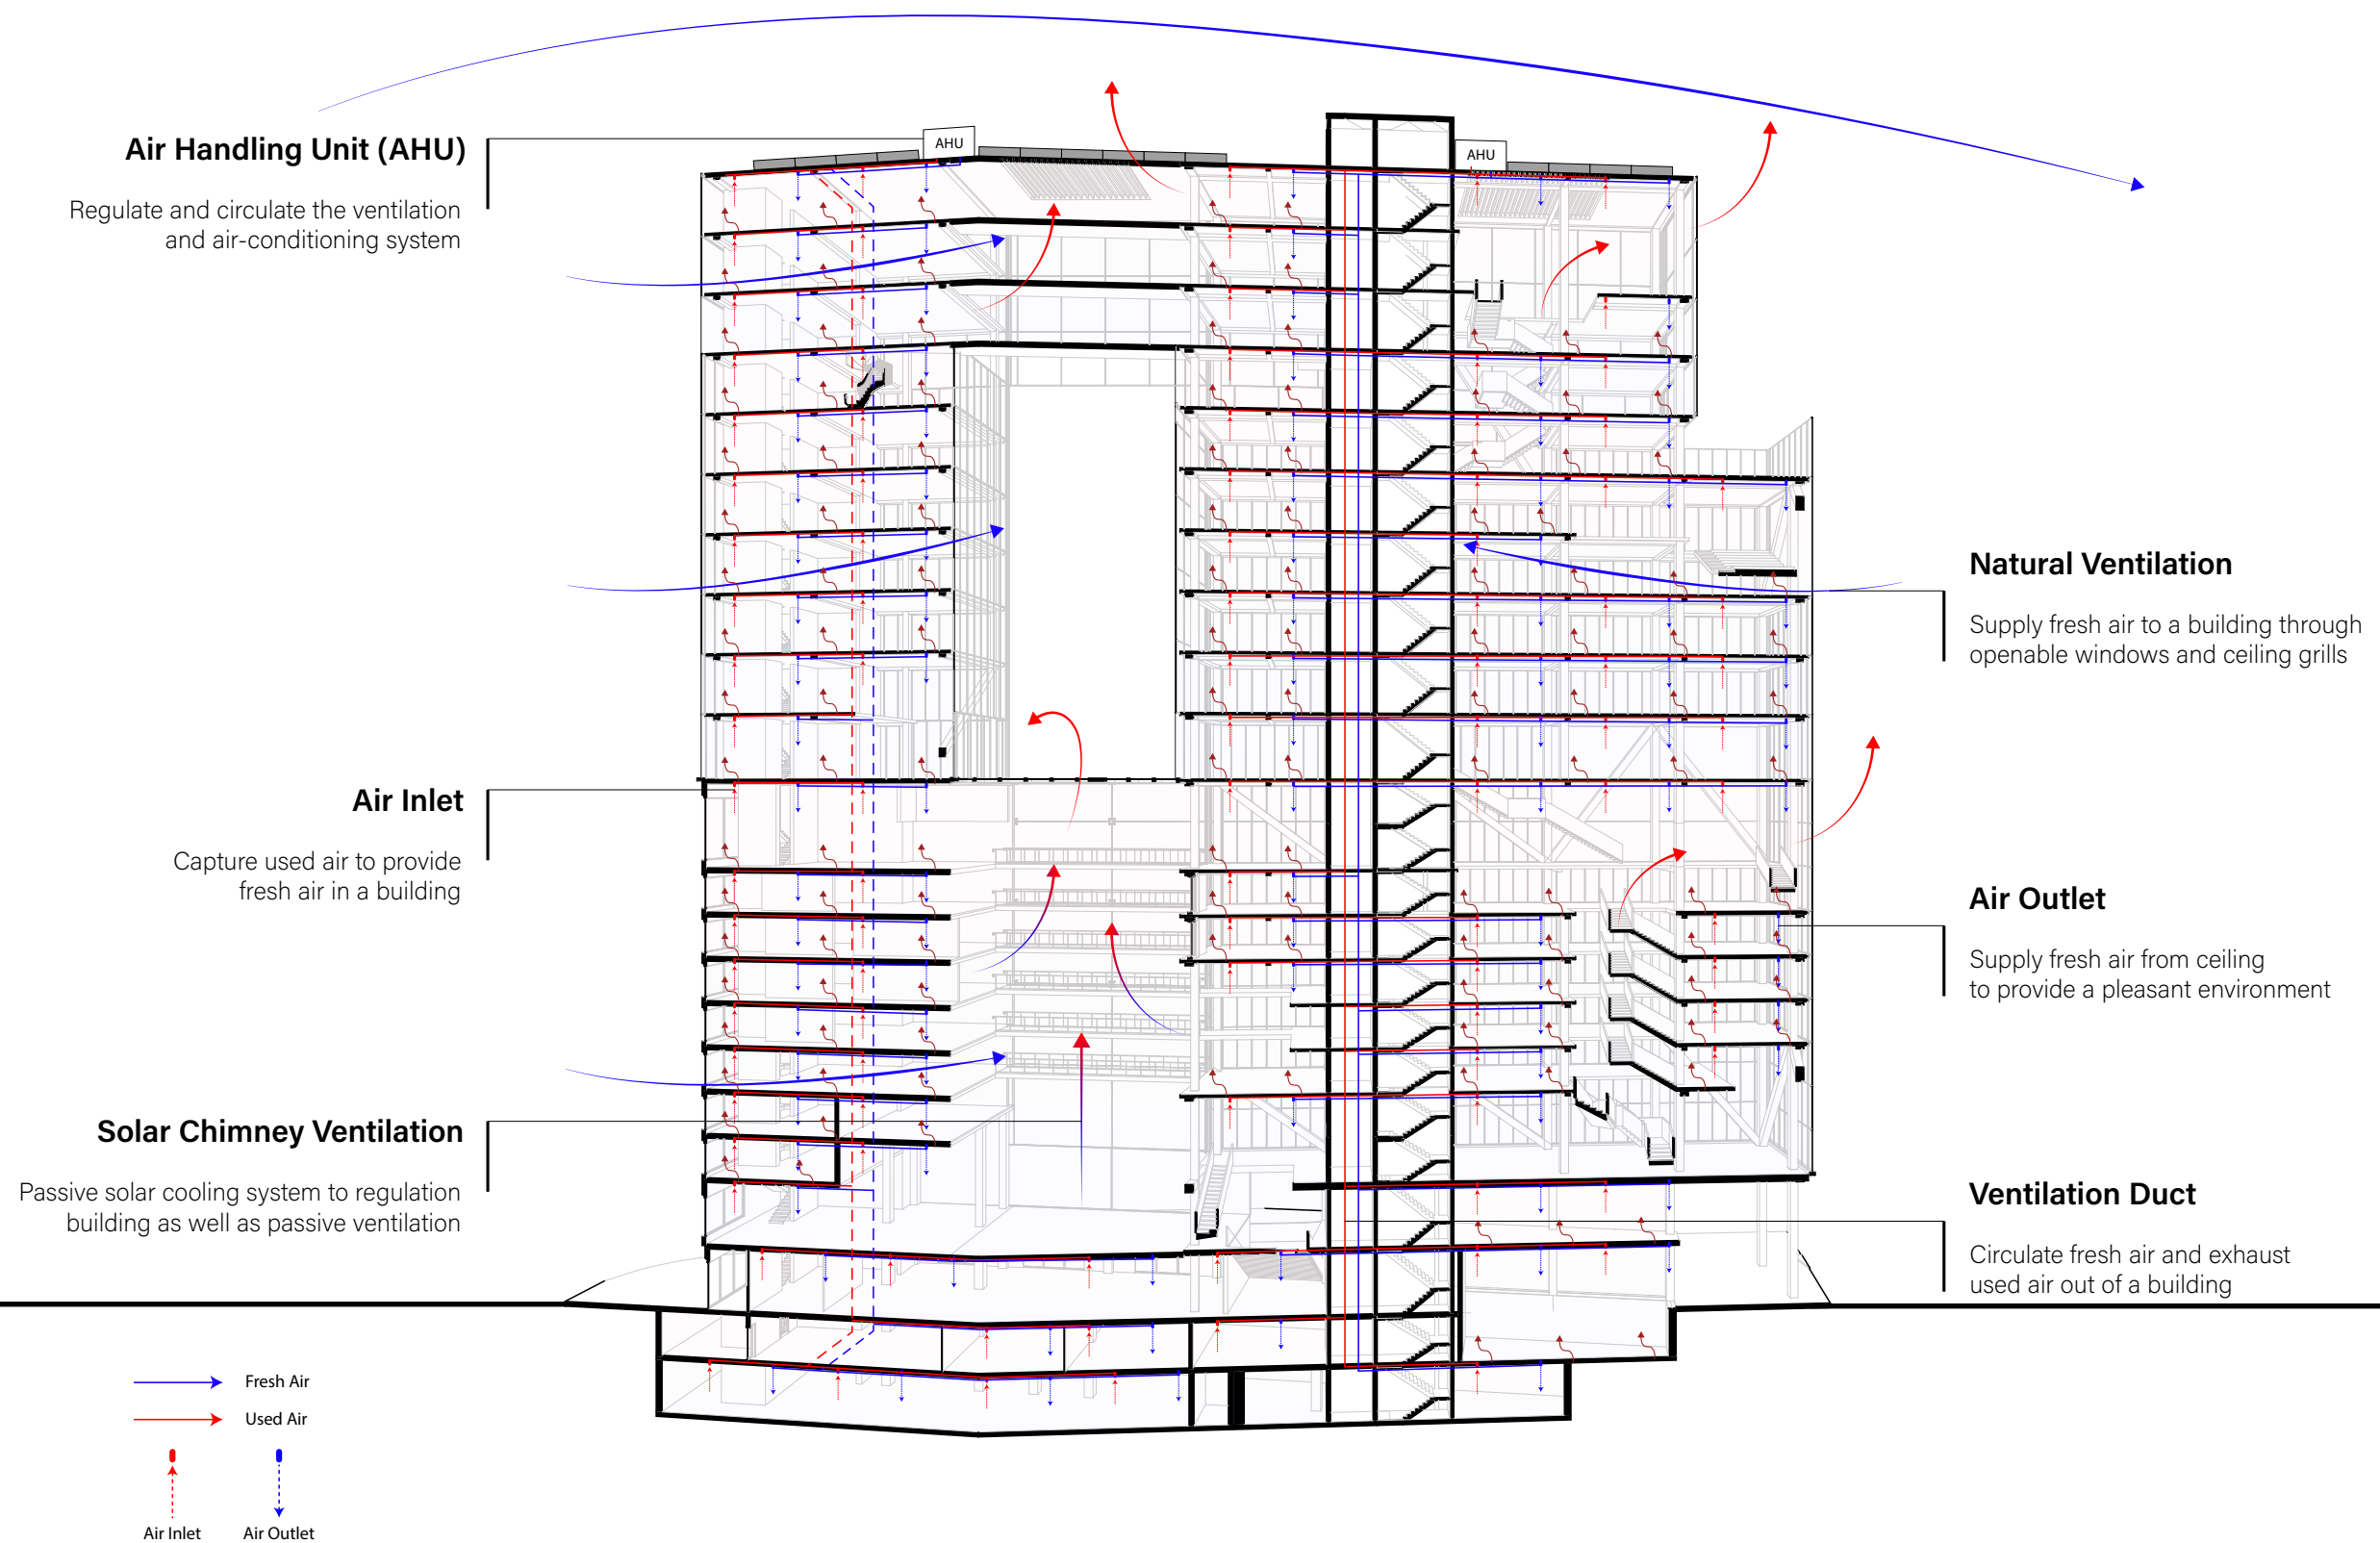 AHU
AHU
Air Handling Unit (AHU)
Regulate and circulate the ventilation
and air-conditioning system
Natural Ventilation
Supply fresh air to a building through
openable windows and ceiling grills
Air Inlet
Capture used air to provide
fresh air in a building
Air Outlet
Supply fresh air from ceiling
to provide a pleasant environment
Solar Chimney Ventilation
Passive solar cooling system to regulation
building as well as passive ventilation
Ventilation Duct
Circulate fresh air and exhaust
used air out of a building
Fresh Air
Used Air
Air Inlet
Air Outlet